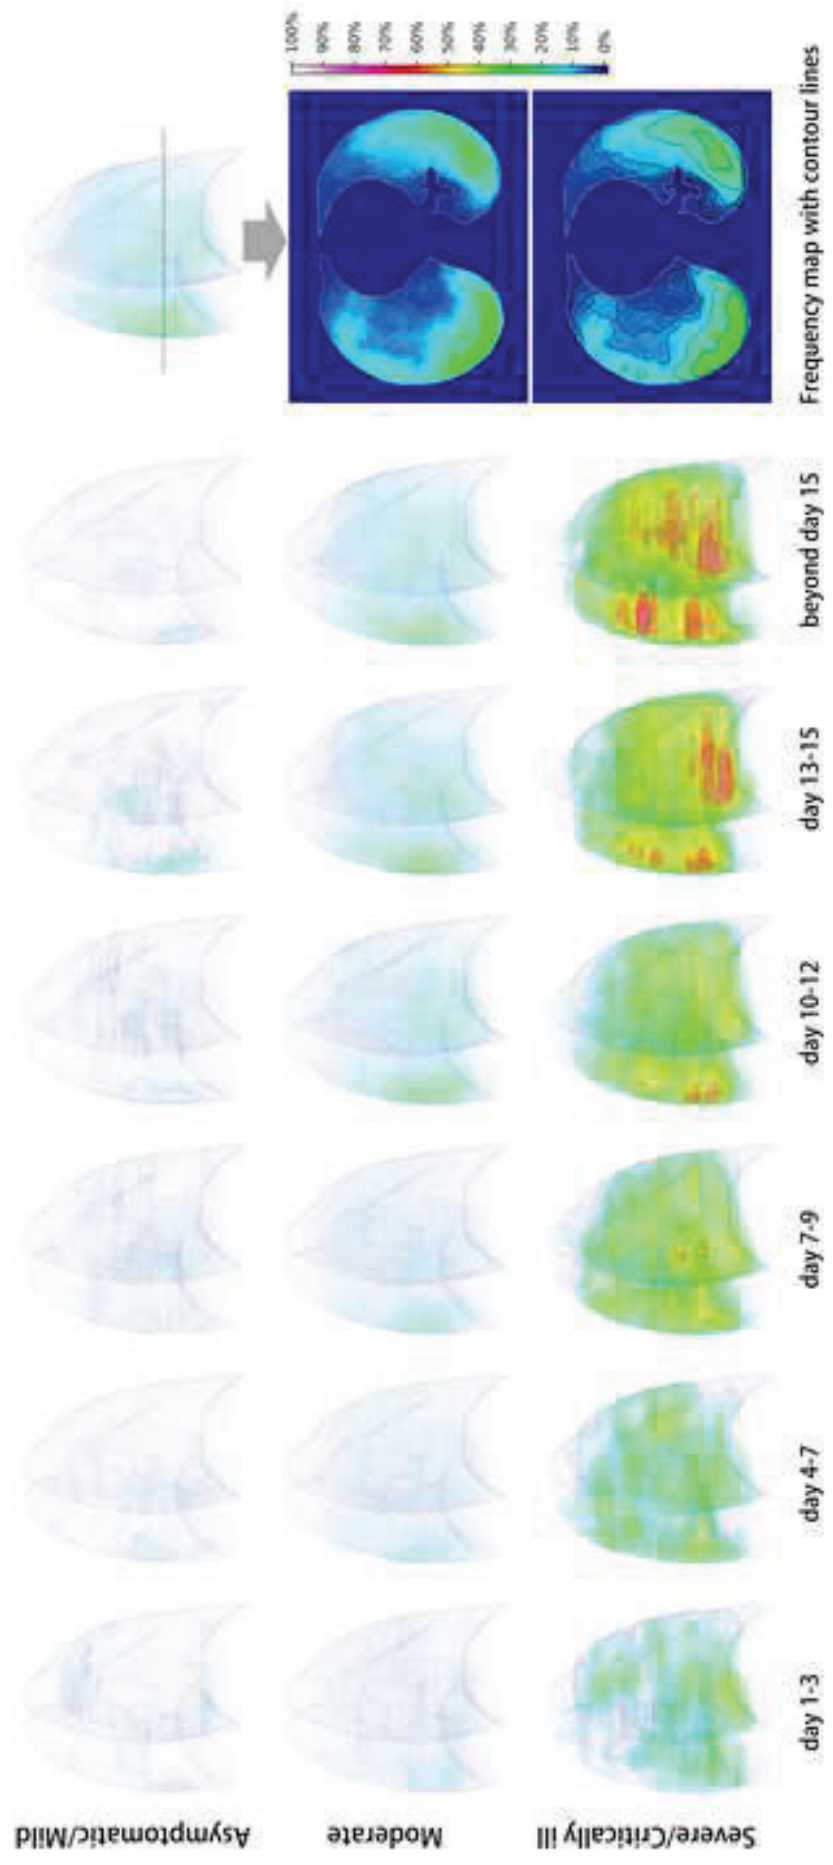 100%
90%
80%
70%
60%
50%
40%
30%
20%
10%
0%
Asymptomatic/Mild
Moderate
Severe/Critically ill
day 1-3
day 4-7
day 7-9
day 10-12
day 13-15
beyond day 15
Frequency map with contour lines